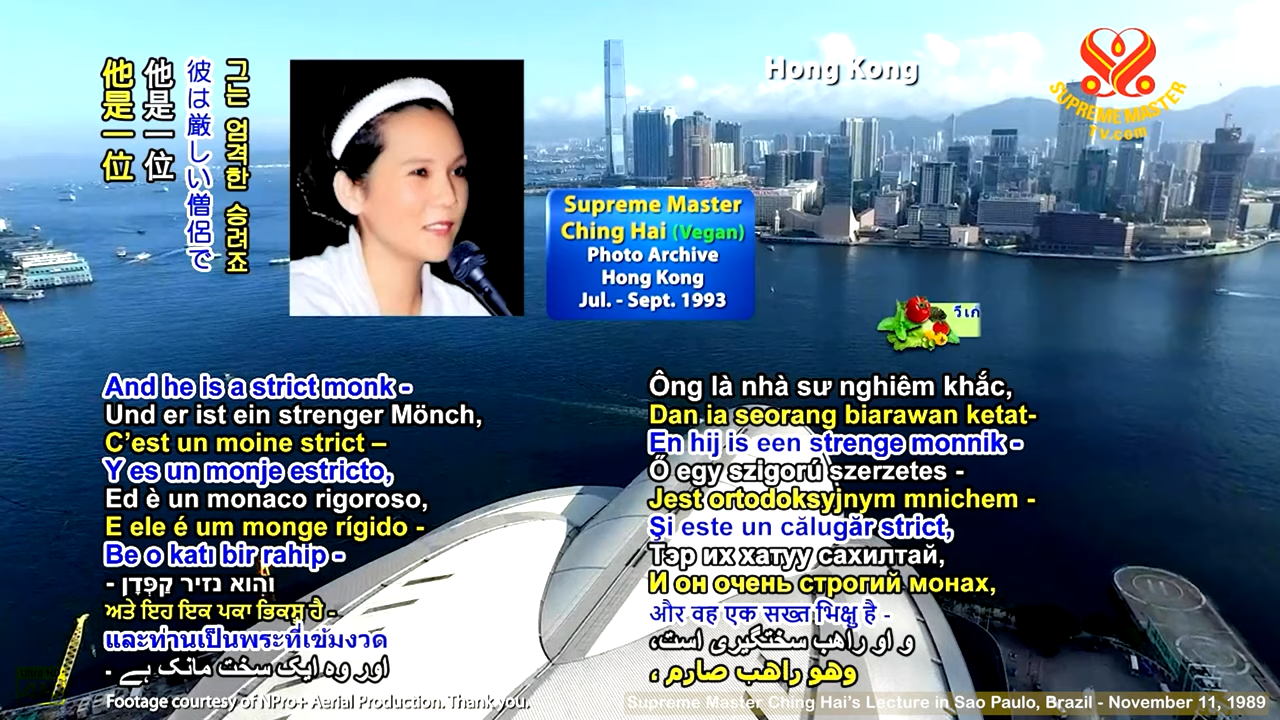 Hong Kong
SUPREME MASTER
TV.com
그는 엄격한 승려죠
彼は厳しい僧侶で
他是一位
他是一位
Supreme Master
Ching Hai (Vegan)
Photo Archive
Hong Kong
Jul. - Sept. 1993
วีเก
And he is a strict monk -
Und er ist ein strenger Mönch,
C’est un moine strict –
Y es un monje estricto,
Ed è un monaco rigoroso,
E ele é um monge rígido -
Be o katı bir rahip -
והוא נזיר קַפְּדָן -
ਅਤੇ ਇਹ ਇਕ ਪਕਾ ਭਿਕਸ਼ੂ ਹੈ -
และท่านเป็นพระที่เข้มงวด
اور وہ ایک سخت مانک ہے ۔
Ông là nhà sư nghiêm khắc,
Dan ia seorang biarawan ketat-
En hij is een strenge monnik -
Ő egy szigorú szerzetes -
Jest ortodoksyjnym mnichem -
Şi este un călugăr strict,
Тэр их хатуу сахилтай,
И он очень строгий монах,
और वह एक सख्त भिक्षु है -
و او راهب سختگیری است،
وهو راهب صارم ،
Footage courtesy of NPro+ Aerial Production. Thank you.
Supreme Master Ching Hai’s Lecture in Sao Paulo, Brazil - November 11, 1989